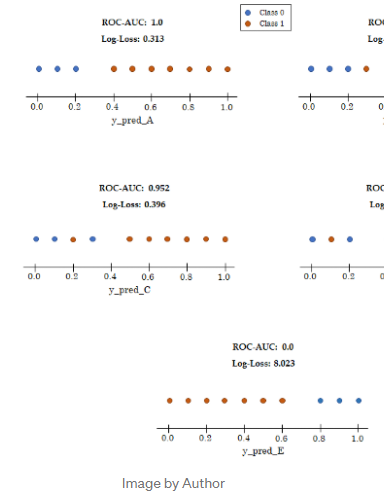 Class 0
Class 1
ROC-AUC: 1.0
Log-Loss: 0.313
0.0 0.2 0.4 0.6 0.8 1.0
y_pred_A
ROC
Log
0.0 0.2
ROC-AUC: 0.952
Log-Loss: 0.396
0.0 0.2 0.4 0.6 0.8 1.0
y_pred_C
ROC
Log
0.0 0.2
ROC-AUC: 0.0
Log-Loss: 8.023
0.0 0.2 0.4 0.6 0.8 1.0
y_pred_E
Image by Author